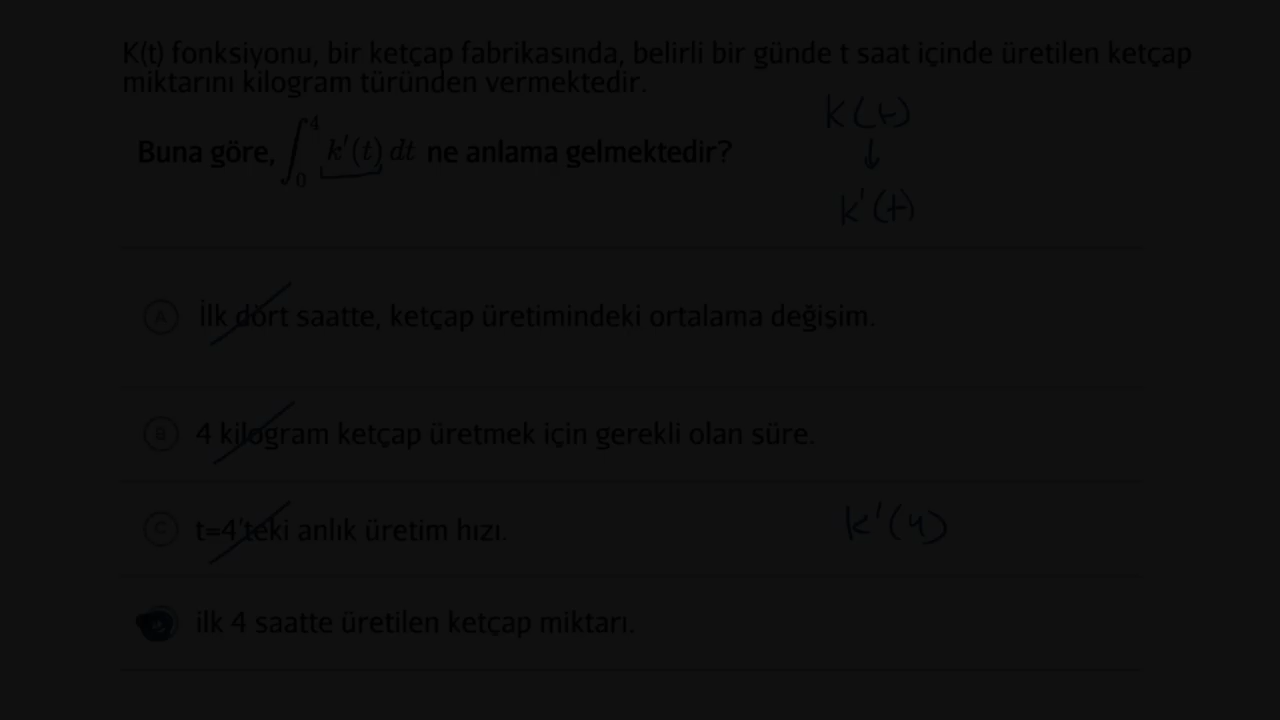 K(t) fonksiyonu, bir ketçap fabrikasında, belirli bir günde t saat içinde üretilen ketçap
miktarını kilogram türünden vermektedir.
k(t)
↓
k'(t)
Buna göre, ∫₀⁴ k'(t) dt ne anlama gelmektedir?
A İlk dört saatte, ketçap üretimindeki ortalama değişim.
B 4 kilogram ketçap üretmek için gerekli olan süre.
C t=4'teki anlık üretim hızı.
k'(4)
ilk 4 saatte üretilen ketçap miktarı.